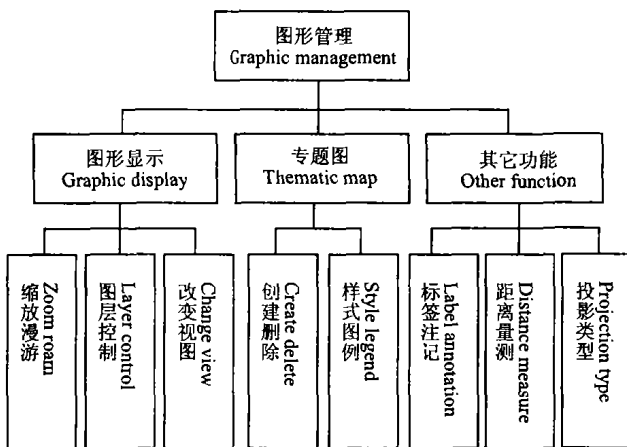 图形管理
Graphic management
图形显示
Graphic display
专题图
Thematic map
其它功能
Other function
Zoom roam
缩放漫游
Layer control
图层控制
Change view
改变视图
Create delete
创建删除
Style legend
样式图例
Label annotation
标签注记
Distance measure
距离量测
Projection type
投影类型